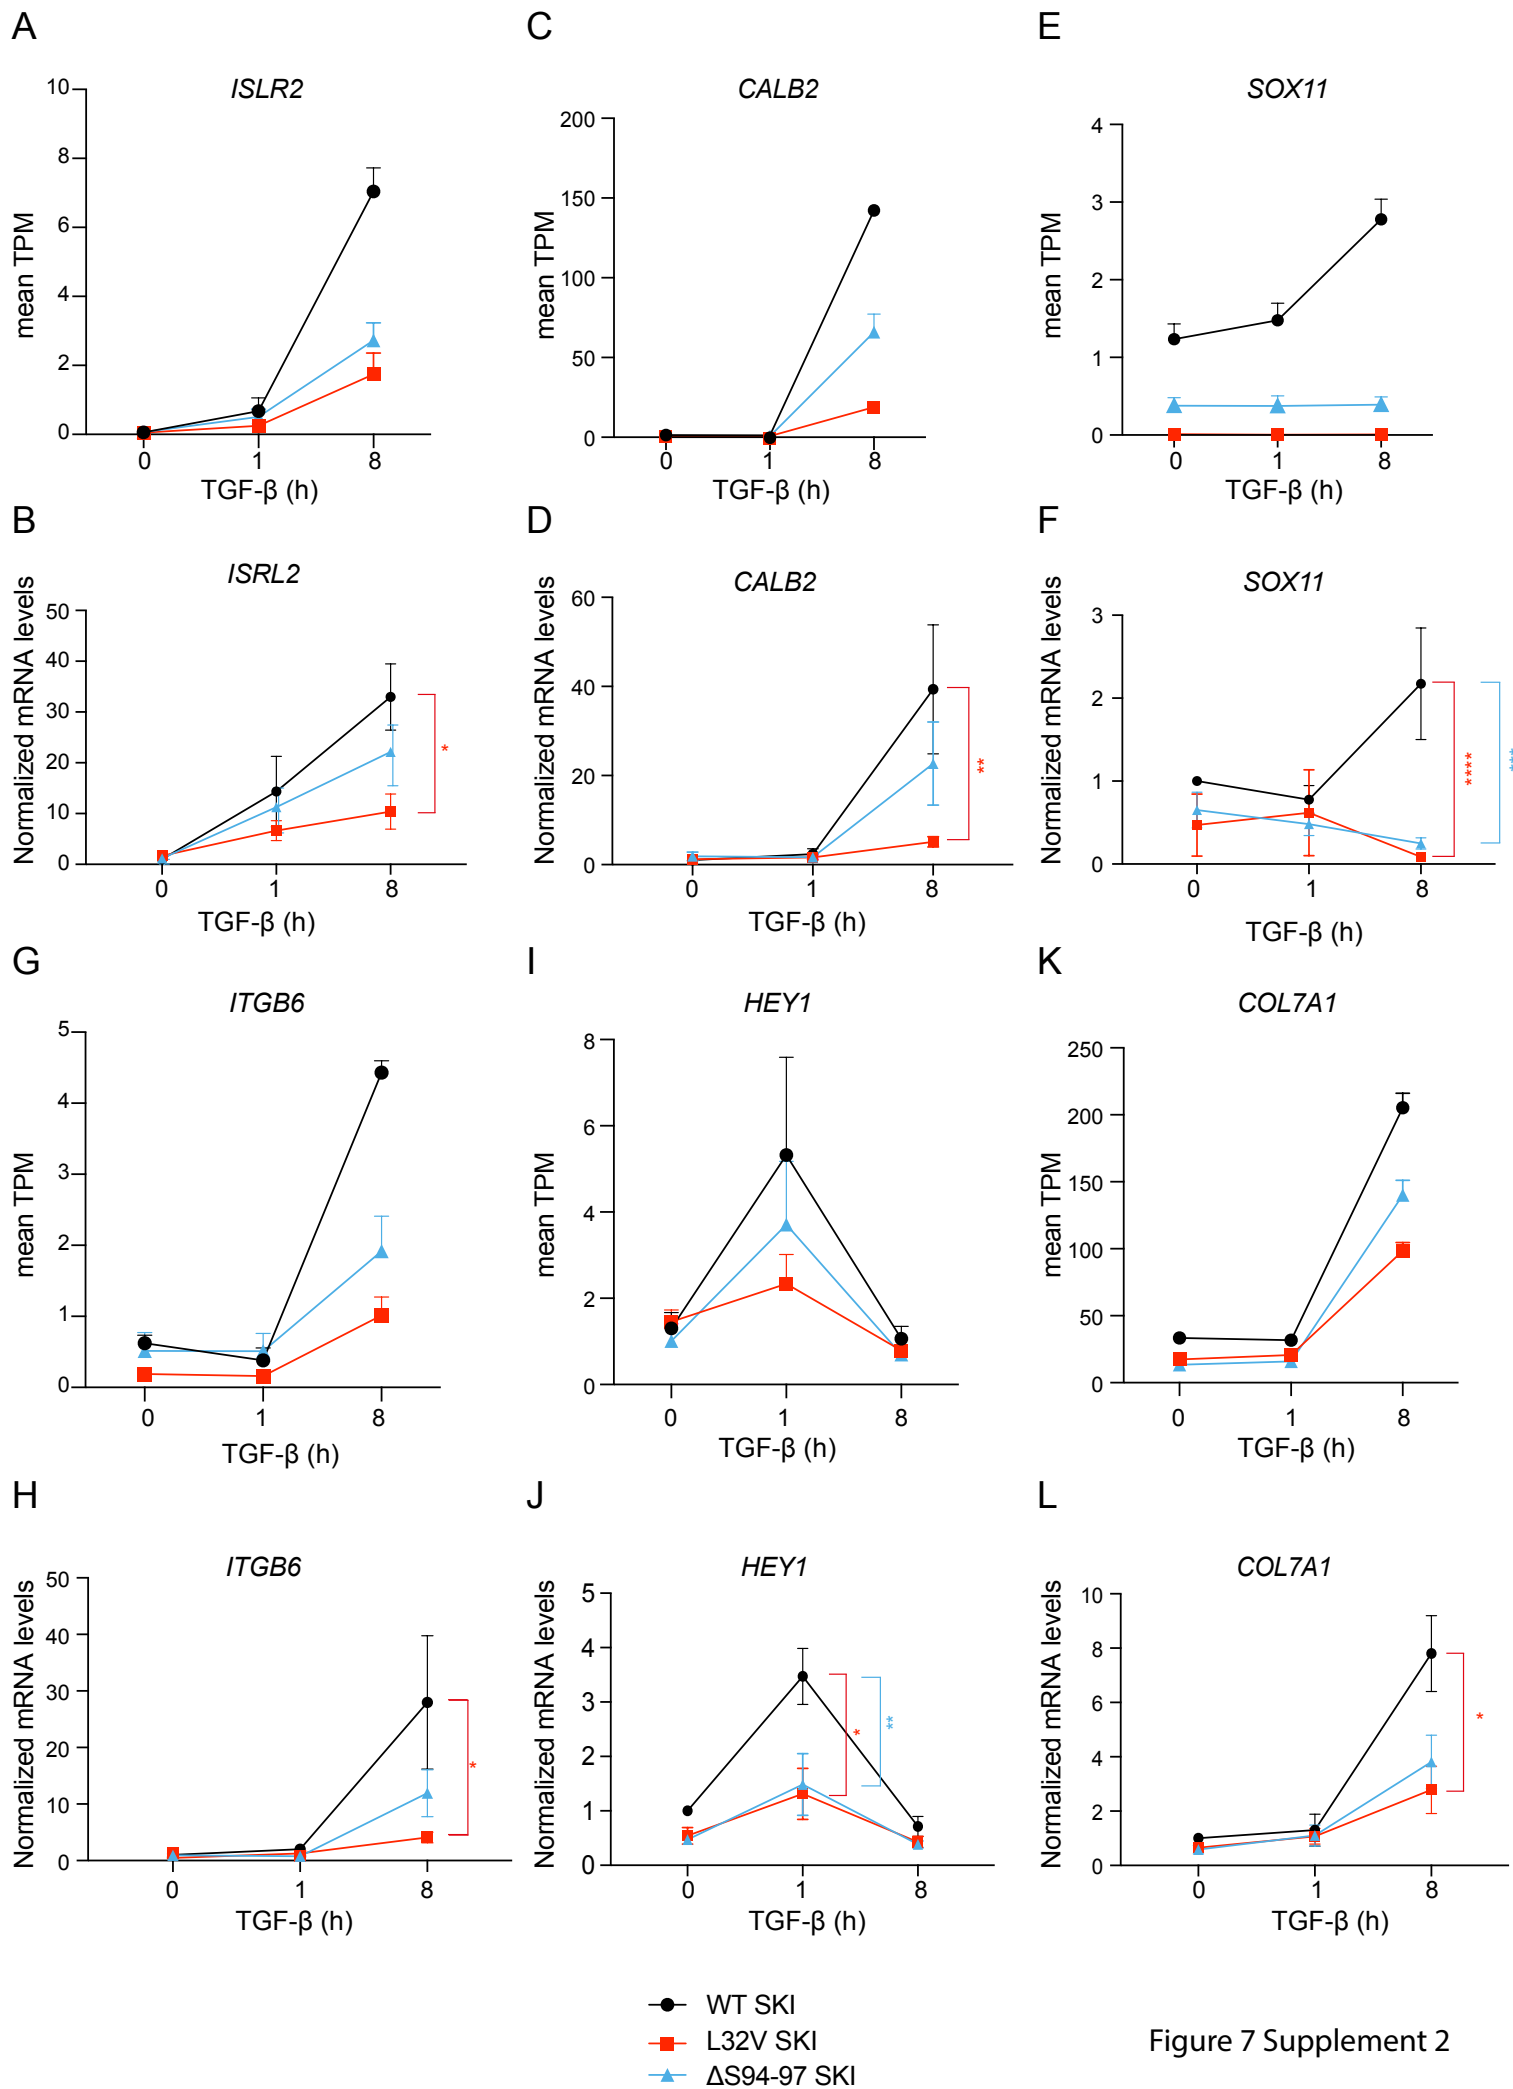 A
ISLR2
mean TPM
10
8
6
4
2
0
0 1 8
TGF-β (h)
C
CALB2
mean TPM
200
150
100
50
0
0 1 8
TGF-β (h)
E
SOX11
mean TPM
4
3
2
1
0
0 1 8
TGF-β (h)
B
ISRL2
Normalized mRNA levels
50
40
30
20
10
0
*
0 1 8
TGF-β (h)
D
CALB2
Normalized mRNA levels
60
40
20
0
**
0 1 8
TGF-β (h)
F
SOX11
Normalized mRNA levels
3
2
1
0
****
***
0 1 8
TGF-β (h)
G
ITGB6
mean TPM
5
4
3
2
1
0
0 1 8
TGF-β (h)
I
HEY1
mean TPM
8
6
4
2
0
0 1 8
TGF-β (h)
K
COL7A1
mean TPM
250
200
150
100
50
0
0 1 8
TGF-β (h)
H
ITGB6
Normalized mRNA levels
50
40
30
20
10
0
*
0 1 8
TGF-β (h)
J
HEY1
Normalized mRNA levels
5
4
3
2
1
0
*
**
0 1 8
TGF-β (h)
L
COL7A1
Normalized mRNA levels
10
8
6
4
2
0
*
0 1 8
TGF-β (h)
WT SKI
L32V SKI
ΔS94-97 SKI
Figure 7 Supplement 2